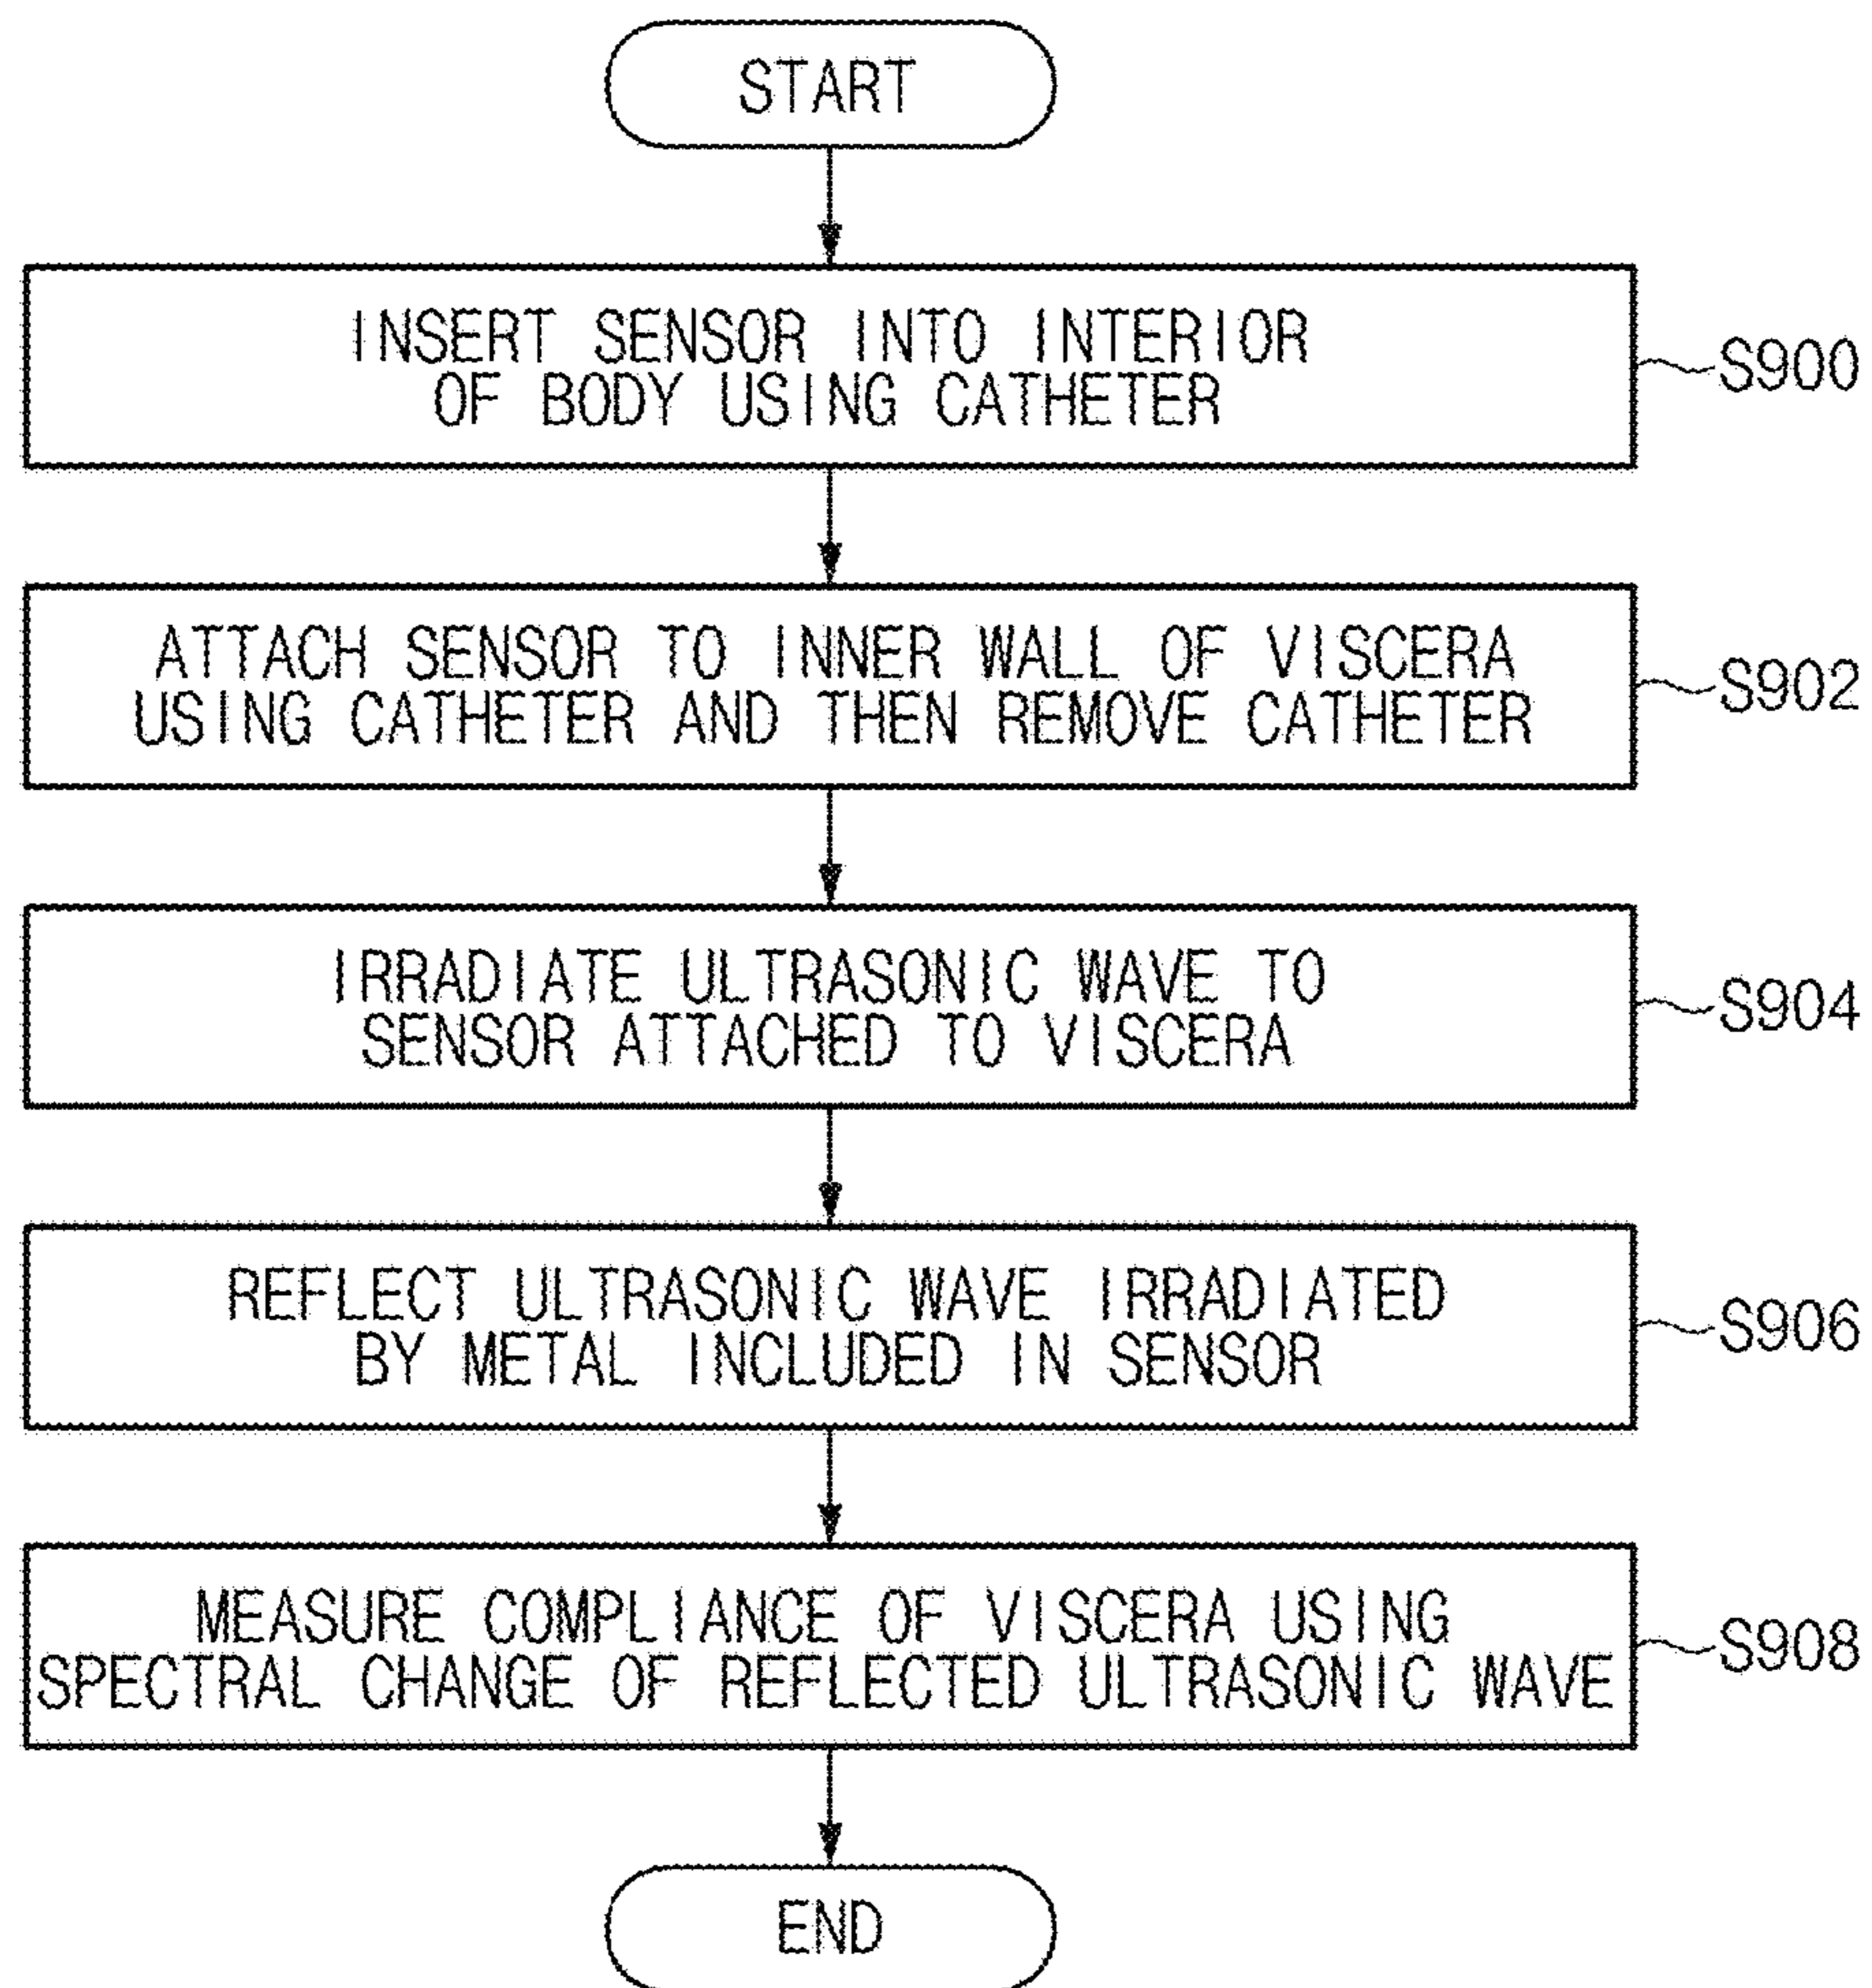 START
INSERT SENSOR INTO INTERIOR
OF BODY USING CATHETER
S900
ATTACH SENSOR TO INNER WALL OF VISCERA
USING CATHETER AND THEN REMOVE CATHETER
S902
IRRADIATE ULTRASONIC WAVE TO
SENSOR ATTACHED TO VISCERA
S904
REFLECT ULTRASONIC WAVE IRRADIATED
BY METAL INCLUDED IN SENSOR
S906
MEASURE COMPLIANCE OF VISCERA USING
SPECTRAL CHANGE OF REFLECTED ULTRASONIC WAVE
S908
END